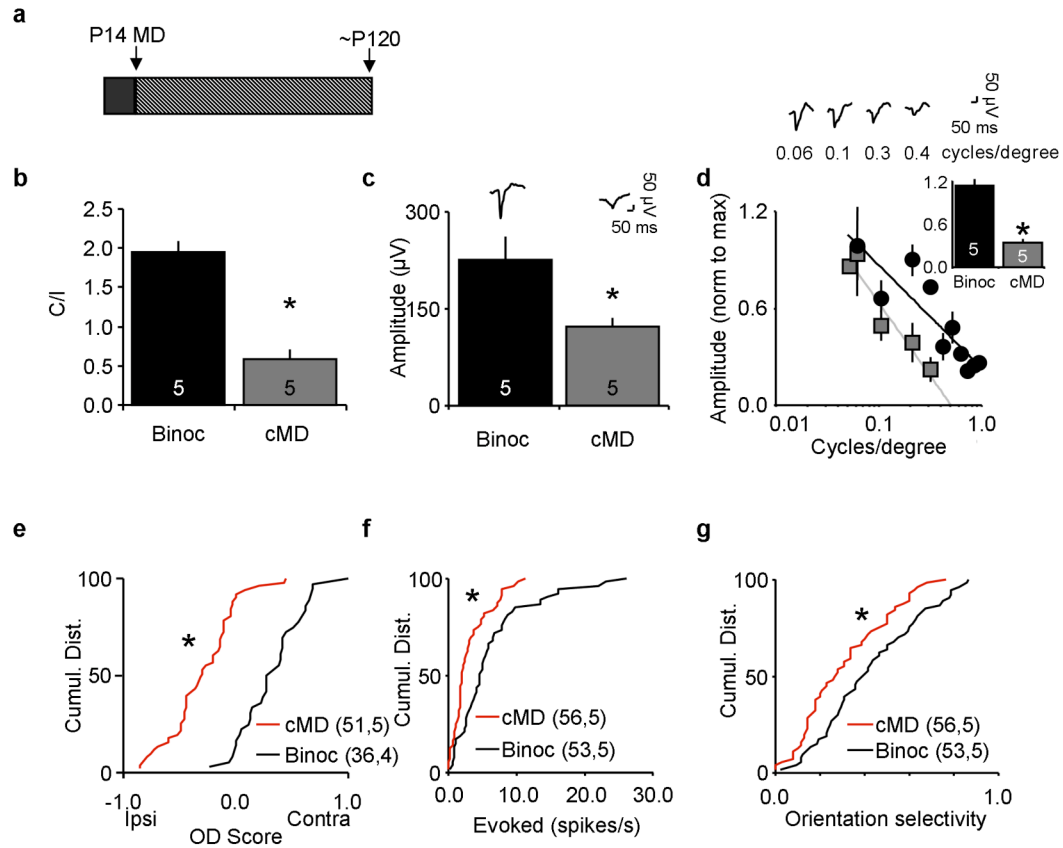 a
P14 MD
~P120
b
C/I
2.5
2.0
1.5
1.0
0.5
0.0
5
*
5
Binoc
cMD
c
50 µV
50 ms
Amplitude (µV)
300
150
0
5
*
5
Binoc
cMD
50 µV
50 ms
0.06 0.1 0.3 0.4 cycles/degree
d
Amplitude (norm to max)
1.2
0.6
0.0
0.01
0.1
1.0
Cycles/degree
1.2
0.6
0.0
5
*
5
Binoc
cMD
e
Cumul. Dist.
100
50
0
*
cMD (51,5)
Binoc (36,4)
-1.0
0.0
1.0
Ipsi
Contra
OD Score
f
Cumul. Dist.
100
50
0
*
cMD (56,5)
Binoc (53,5)
0.0
10.0
20.0
30.0
Evoked (spikes/s)
g
Cumul. Dist.
100
50
0
*
cMD (56,5)
Binoc (53,5)
0.0
1.0
Orientation selectivity